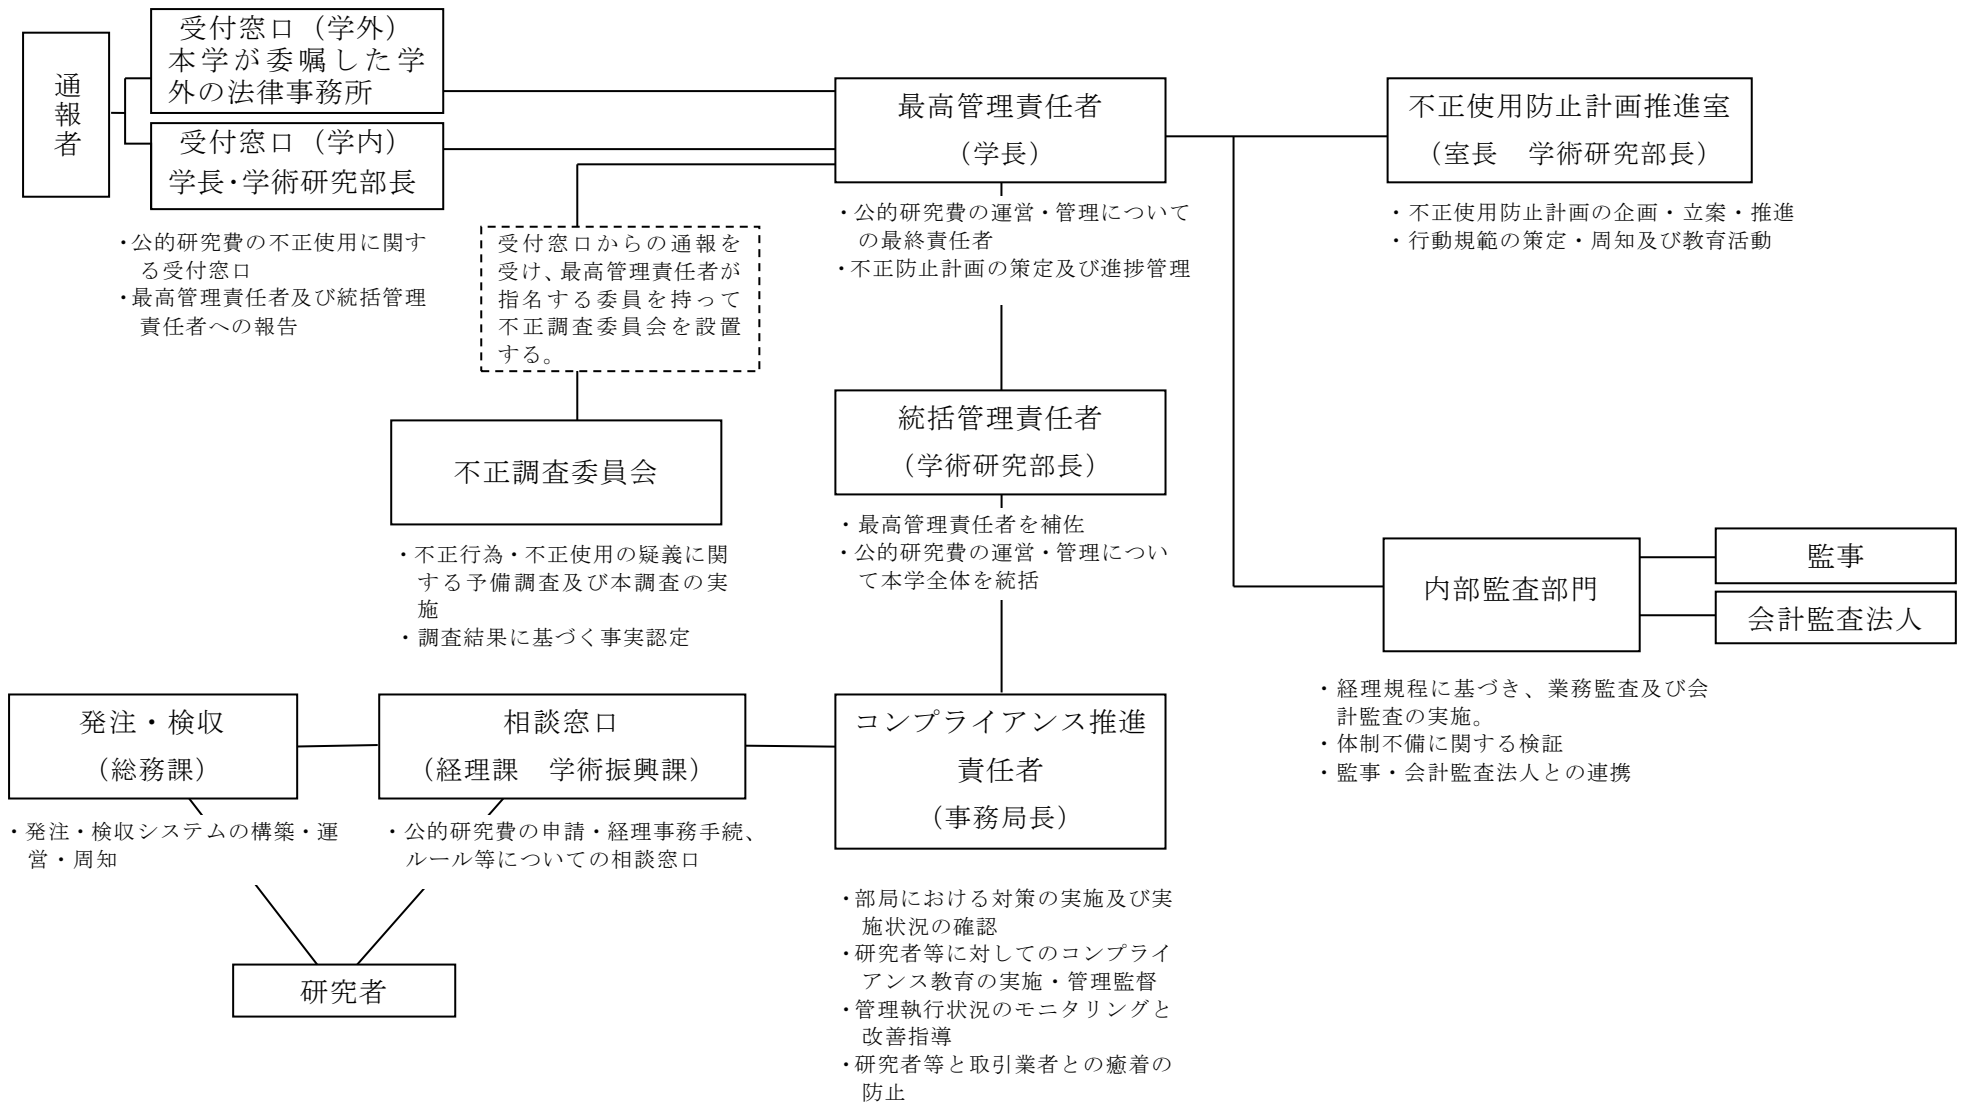 通報者
受付窓口（学外）
本学が委嘱した学
外の法律事務所
受付窓口（学内）
学長・学術研究部長
・公的研究費の不正使用に関す
る受付窓口
・最高管理責任者及び統括管理
責任者への報告
受付窓口からの通報を
受け、最高管理責任者が
指名する委員を持って
不正調査委員会を設置
する。
不正調査委員会
・不正行為・不正使用の疑義に関
する予備調査及び本調査の実
施
・調査結果に基づく事実認定
最高管理責任者
（学長）
・公的研究費の運営・管理について
の最終責任者
・不正防止計画の策定及び進捗管理
統括管理責任者
（学術研究部長）
・最高管理責任者を補佐
・公的研究費の運営・管理につい
て本学全体を統括
不正使用防止計画推進室
（室長　学術研究部長）
・不正使用防止計画の企画・立案・推進
・行動規範の策定・周知及び教育活動
内部監査部門
監事
会計監査法人
・経理規程に基づき、業務監査及び会
計監査の実施。
・体制不備に関する検証
・監事・会計監査法人との連携
発注・検収
（総務課）
・発注・検収システムの構築・運
営・周知
相談窓口
（経理課　学術振興課）
・公的研究費の申請・経理事務手続、
ルール等についての相談窓口
コンプライアンス推進
責任者
（事務局長）
・部局における対策の実施及び実
施状況の確認
・研究者等に対してのコンプライ
アンス教育の実施・管理監督
・管理執行状況のモニタリングと
改善指導
・研究者等と取引業者との癒着の
防止
研究者